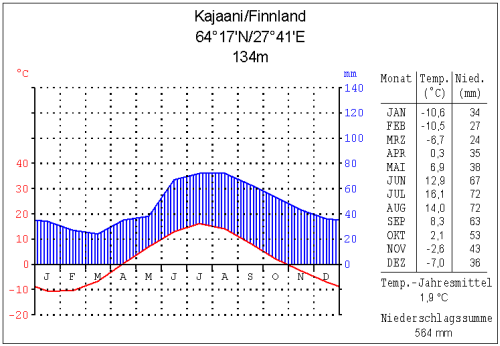 Kajaani/Finnland
64°17'N/27°41'E
134m
°C
mm
140
120
40 100
30 80
20 60
10 40
0 20
-10 0
-20
J F M A M J J A S O N D
Monat Temp. Nied.
(°C) (mm)
JAN -10,6 34
FEB -10,5 27
MRZ -6,7 24
APR 0,3 35
MAI 6,9 38
JUN 12,9 67
JUL 16,1 72
AUG 14,0 72
SEP 8,3 63
OKT 2,1 53
NOV -2,6 43
DEZ -7,0 36
Temp.-Jahresmittel
1,9 °C
Niederschlagssumme
564 mm